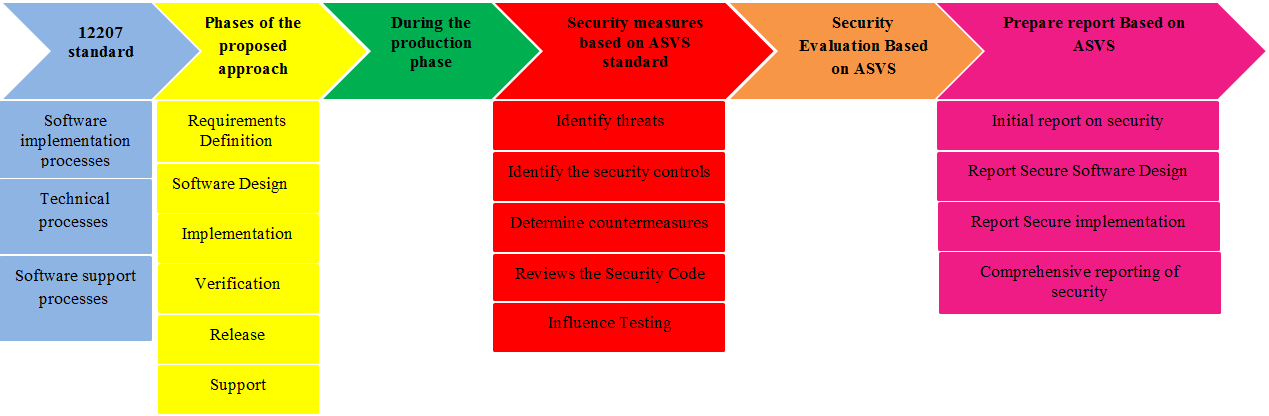 12207
standard
Phases of the
proposed
approach
During the
production
phase
Security measures
based on ASVS
standard
Security
Evaluation Based
on ASVS
Prepare report Based on
ASVS
Software
implementation
processes
Technical
processes
Software support
processes
Requirements
Definition
Software Design
Implementation
Verification
Release
Support
Identify threats
Identify the security controls
Determine countermeasures
Reviews the Security Code
Influence Testing
Initial report on security
Report Secure Software Design
Report Secure implementation
Comprehensive reporting of
security